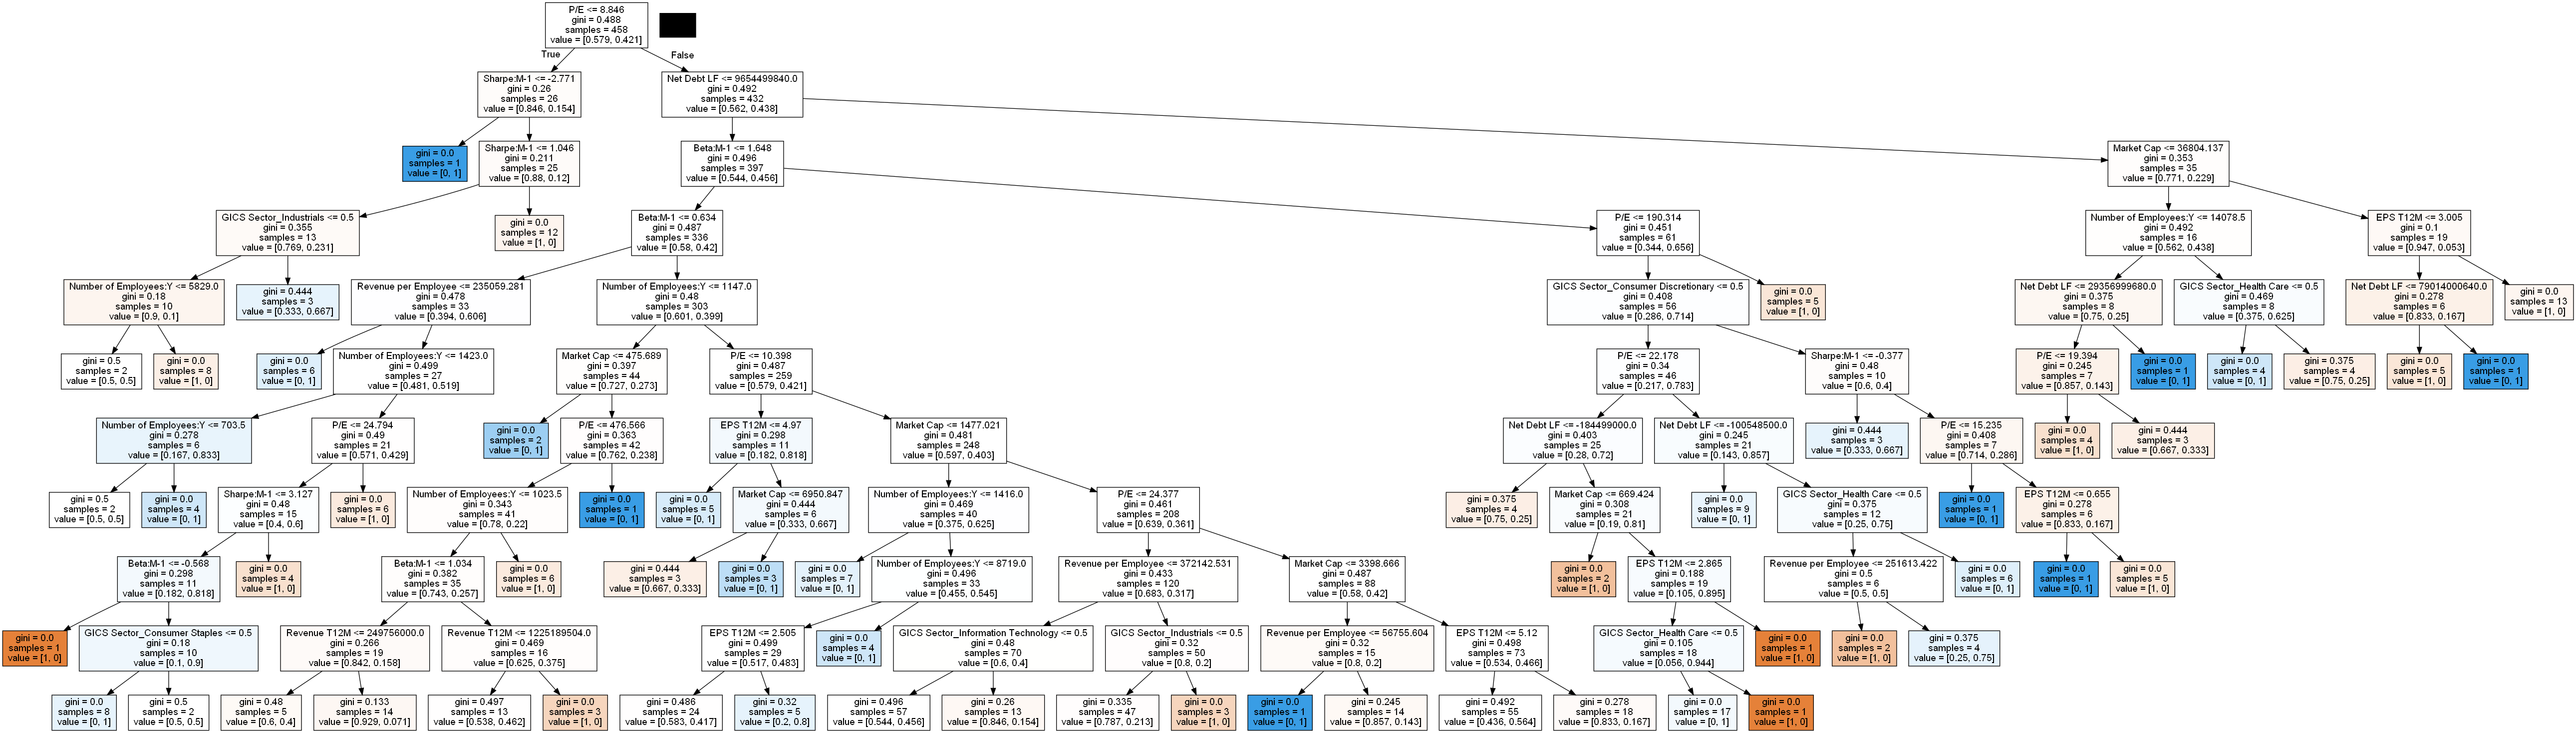 P/E <= 8.846
gini = 0.488
samples = 458
value = [0.579, 0.421]
True
False
Sharpe:M-1 <= -2.771
gini = 0.26
samples = 26
value = [0.846, 0.154]
Net Debt LF <= 9654499840.0
gini = 0.492
samples = 432
value = [0.562, 0.438]
gini = 0.0
samples = 1
value = [0, 1]
Sharpe:M-1 <= 1.046
gini = 0.211
samples = 25
value = [0.88, 0.12]
Beta:M-1 <= 1.648
gini = 0.496
samples = 397
value = [0.544, 0.456]
Market Cap <= 36804.137
gini = 0.353
samples = 35
value = [0.771, 0.229]
GICS Sector_Industrials <= 0.5
gini = 0.355
samples = 13
value = [0.769, 0.231]
gini = 0.0
samples = 12
value = [1, 0]
Beta:M-1 <= 0.634
gini = 0.487
samples = 336
value = [0.58, 0.42]
P/E <= 190.314
gini = 0.451
samples = 61
value = [0.344, 0.656]
Number of Employees:Y <= 14078.5
gini = 0.492
samples = 16
value = [0.562, 0.438]
EPS T12M <= 3.005
gini = 0.1
samples = 19
value = [0.947, 0.053]
Number of Employees:Y <= 5829.0
gini = 0.18
samples = 10
value = [0.9, 0.1]
gini = 0.444
samples = 3
value = [0.333, 0.667]
Revenue per Employee <= 235059.281
gini = 0.478
samples = 33
value = [0.394, 0.606]
Number of Employees:Y <= 1147.0
gini = 0.48
samples = 303
value = [0.601, 0.399]
GICS Sector_Consumer Discretionary <= 0.5
gini = 0.408
samples = 56
value = [0.286, 0.714]
gini = 0.0
samples = 5
value = [1, 0]
Net Debt LF <= 29356999680.0
gini = 0.375
samples = 8
value = [0.75, 0.25]
GICS Sector_Health Care <= 0.5
gini = 0.469
samples = 8
value = [0.375, 0.625]
Net Debt LF <= 79014000640.0
gini = 0.278
samples = 6
value = [0.833, 0.167]
gini = 0.0
samples = 13
value = [1, 0]
gini = 0.5
samples = 2
value = [0.5, 0.5]
gini = 0.0
samples = 8
value = [1, 0]
gini = 0.0
samples = 6
value = [0, 1]
Number of Employees:Y <= 1423.0
gini = 0.499
samples = 27
value = [0.481, 0.519]
Market Cap <= 475.689
gini = 0.397
samples = 44
value = [0.727, 0.273]
P/E <= 10.398
gini = 0.487
samples = 259
value = [0.579, 0.421]
P/E <= 22.178
gini = 0.34
samples = 46
value = [0.217, 0.783]
Sharpe:M-1 <= -0.377
gini = 0.48
samples = 10
value = [0.6, 0.4]
P/E <= 19.394
gini = 0.245
samples = 7
value = [0.857, 0.143]
gini = 0.0
samples = 1
value = [0, 1]
gini = 0.0
samples = 4
value = [0, 1]
gini = 0.375
samples = 4
value = [0.75, 0.25]
gini = 0.0
samples = 5
value = [1, 0]
gini = 0.0
samples = 1
value = [0, 1]
Number of Employees:Y <= 703.5
gini = 0.278
samples = 6
value = [0.167, 0.833]
P/E <= 24.794
gini = 0.49
samples = 21
value = [0.571, 0.429]
gini = 0.0
samples = 2
value = [0, 1]
P/E <= 476.566
gini = 0.363
samples = 42
value = [0.762, 0.238]
EPS T12M <= 4.97
gini = 0.298
samples = 11
value = [0.182, 0.818]
Market Cap <= 1477.021
gini = 0.481
samples = 248
value = [0.597, 0.403]
Net Debt LF <= -184499000.0
gini = 0.403
samples = 25
value = [0.28, 0.72]
Net Debt LF <= -100548500.0
gini = 0.245
samples = 21
value = [0.143, 0.857]
gini = 0.444
samples = 3
value = [0.333, 0.667]
P/E <= 15.235
gini = 0.408
samples = 7
value = [0.714, 0.286]
gini = 0.0
samples = 4
value = [1, 0]
gini = 0.444
samples = 3
value = [0.667, 0.333]
gini = 0.5
samples = 2
value = [0.5, 0.5]
gini = 0.0
samples = 4
value = [0, 1]
Sharpe:M-1 <= 3.127
gini = 0.48
samples = 15
value = [0.4, 0.6]
gini = 0.0
samples = 6
value = [1, 0]
Number of Employees:Y <= 1023.5
gini = 0.343
samples = 41
value = [0.78, 0.22]
gini = 0.0
samples = 1
value = [0, 1]
gini = 0.0
samples = 5
value = [0, 1]
Market Cap <= 6950.847
gini = 0.444
samples = 6
value = [0.333, 0.667]
Number of Employees:Y <= 1416.0
gini = 0.469
samples = 40
value = [0.375, 0.625]
P/E <= 24.377
gini = 0.461
samples = 208
value = [0.639, 0.361]
gini = 0.375
samples = 4
value = [0.75, 0.25]
Market Cap <= 669.424
gini = 0.308
samples = 21
value = [0.19, 0.81]
gini = 0.0
samples = 9
value = [0, 1]
GICS Sector_Health Care <= 0.5
gini = 0.375
samples = 12
value = [0.25, 0.75]
gini = 0.0
samples = 1
value = [0, 1]
EPS T12M <= 0.655
gini = 0.278
samples = 6
value = [0.833, 0.167]
Beta:M-1 <= -0.568
gini = 0.298
samples = 11
value = [0.182, 0.818]
gini = 0.0
samples = 4
value = [1, 0]
Beta:M-1 <= 1.034
gini = 0.382
samples = 35
value = [0.743, 0.257]
gini = 0.0
samples = 6
value = [1, 0]
gini = 0.444
samples = 3
value = [0.667, 0.333]
gini = 0.0
samples = 3
value = [0, 1]
gini = 0.0
samples = 7
value = [0, 1]
Number of Employees:Y <= 8719.0
gini = 0.496
samples = 33
value = [0.455, 0.545]
Revenue per Employee <= 372142.531
gini = 0.433
samples = 120
value = [0.683, 0.317]
Market Cap <= 3398.666
gini = 0.487
samples = 88
value = [0.58, 0.42]
gini = 0.0
samples = 2
value = [1, 0]
EPS T12M <= 2.865
gini = 0.188
samples = 19
value = [0.105, 0.895]
Revenue per Employee <= 251613.422
gini = 0.5
samples = 6
value = [0.5, 0.5]
gini = 0.0
samples = 6
value = [0, 1]
gini = 0.0
samples = 1
value = [0, 1]
gini = 0.0
samples = 5
value = [1, 0]
gini = 0.0
samples = 1
value = [1, 0]
GICS Sector_Consumer Staples <= 0.5
gini = 0.18
samples = 10
value = [0.1, 0.9]
Revenue T12M <= 249756000.0
gini = 0.266
samples = 19
value = [0.842, 0.158]
Revenue T12M <= 1225189504.0
gini = 0.469
samples = 16
value = [0.625, 0.375]
EPS T12M <= 2.505
gini = 0.499
samples = 29
value = [0.517, 0.483]
gini = 0.0
samples = 4
value = [0, 1]
GICS Sector_Information Technology <= 0.5
gini = 0.48
samples = 70
value = [0.6, 0.4]
GICS Sector_Industrials <= 0.5
gini = 0.32
samples = 50
value = [0.8, 0.2]
Revenue per Employee <= 56755.604
gini = 0.32
samples = 15
value = [0.8, 0.2]
EPS T12M <= 5.12
gini = 0.498
samples = 73
value = [0.534, 0.466]
GICS Sector_Health Care <= 0.5
gini = 0.105
samples = 18
value = [0.056, 0.944]
gini = 0.0
samples = 1
value = [1, 0]
gini = 0.0
samples = 2
value = [1, 0]
gini = 0.375
samples = 4
value = [0.25, 0.75]
gini = 0.0
samples = 8
value = [0, 1]
gini = 0.5
samples = 2
value = [0.5, 0.5]
gini = 0.48
samples = 5
value = [0.6, 0.4]
gini = 0.133
samples = 14
value = [0.929, 0.071]
gini = 0.497
samples = 13
value = [0.538, 0.462]
gini = 0.0
samples = 3
value = [1, 0]
gini = 0.486
samples = 24
value = [0.583, 0.417]
gini = 0.32
samples = 5
value = [0.2, 0.8]
gini = 0.496
samples = 57
value = [0.544, 0.456]
gini = 0.26
samples = 13
value = [0.846, 0.154]
gini = 0.335
samples = 47
value = [0.787, 0.213]
gini = 0.0
samples = 3
value = [1, 0]
gini = 0.0
samples = 1
value = [0, 1]
gini = 0.245
samples = 14
value = [0.857, 0.143]
gini = 0.492
samples = 55
value = [0.436, 0.564]
gini = 0.278
samples = 18
value = [0.833, 0.167]
gini = 0.0
samples = 17
value = [0, 1]
gini = 0.0
samples = 1
value = [1, 0]